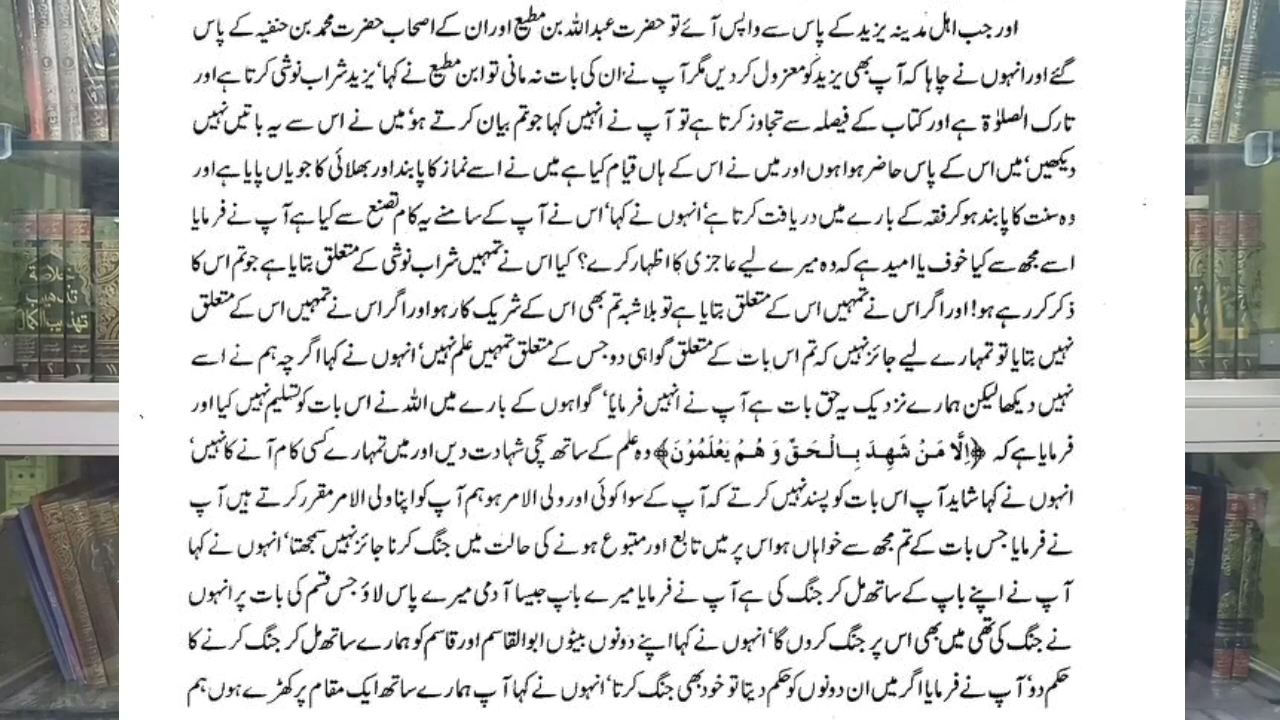 اور جب اہل مدینہ یزید کے پاس سے واپس آئے تو حضرت عبداللہ بن مطیع اور ان کے اصحاب حضرت محمد بن حنفیہ کے پاس
گئے اور انہوں نے چاہا کہ آپ بھی یزید کو معزول کر دیں مگر آپ نے ان کی بات نہ مانی تو ابن مطیع نے کہا' یزید شراب نوشی کرتا ہے اور
تارک الصلوٰۃ ہے اور کتاب کے فیصلہ سے تجاوز کرتا ہے تو آپ نے انہیں کہا جو تم بیان کرتے ہو' میں نے اس سے یہ باتیں نہیں
دیکھیں' میں اس کے پاس حاضر ہوا ہوں اور میں نے اس کے ہاں قیام کیا ہے میں نے اسے نماز کا پابند اور بھلائی کا جویاں پایا ہے اور
وہ سنت کا پابند ہو کر فقہ کے بارے میں دریافت کرتا ہے' انہوں نے کہا' اس نے آپ کے سامنے یہ کام تصنع سے کیا ہے آپ نے فرمایا
اسے مجھ سے کیا خوف یا امید ہے کہ وہ میرے لیے عاجزی کا اظہار کرے؟ کیا اس نے تمہیں شراب نوشی کے متعلق بتایا ہے جو تم اس کا
ذکر کر رہے ہو! اور اگر اس نے تمہیں اس کے متعلق بتایا ہے تو بلا شبہ تم بھی اس کے شریک کار ہو اور اگر اس نے تمہیں اس کے متعلق
نہیں بتایا تو تمہارے لیے جائز نہیں کہ تم اس بات کے متعلق گواہی دو جس کے متعلق تمہیں علم نہیں' انہوں نے کہا اگر چہ ہم نے اسے
نہیں دیکھا لیکن ہمارے نزدیک یہ حق بات ہے آپ نے انہیں فرمایا' گواہوں کے بارے میں اللہ نے اس بات کو تسلیم نہیں کیا اور
فرمایا ہے کہ ﴿اِلَّا مَنْ شَهِدَ بِالْحَقِّ وَ هُمْ يَعْلَمُوْنَ﴾ وہ علم کے ساتھ سچی شہادت دیں اور میں تمہارے کسی کام آنے کا نہیں'
انہوں نے کہا شاید آپ اس بات کو پسند نہیں کرتے کہ آپ کے سوا کوئی اور ولی الامر ہو ہم آپ کو اپنا ولی الامر مقرر کرتے ہیں آپ
نے فرمایا جس بات کے تم مجھ سے خواہاں ہو اس پر میں تابع اور متبوع ہونے کی حالت میں جنگ کرنا جائز نہیں سمجھتا' انہوں نے کہا
آپ نے اپنے باپ کے ساتھ مل کر جنگ کی ہے آپ نے فرمایا میرے باپ جیسا آدمی میرے پاس لاؤ جس قسم کی بات پر انہوں
نے جنگ کی تھی میں بھی اس پر جنگ کروں گا' انہوں نے کہا اپنے دونوں بیٹوں ابوالقاسم اور قاسم کو ہمارے ساتھ مل کر جنگ کرنے کا
حکم دو' آپ نے فرمایا اگر میں ان دونوں کو حکم دیتا تو خود بھی جنگ کرتا' انہوں نے کہا آپ ہمارے ساتھ ایک مقام پر کھڑے ہوں ہم